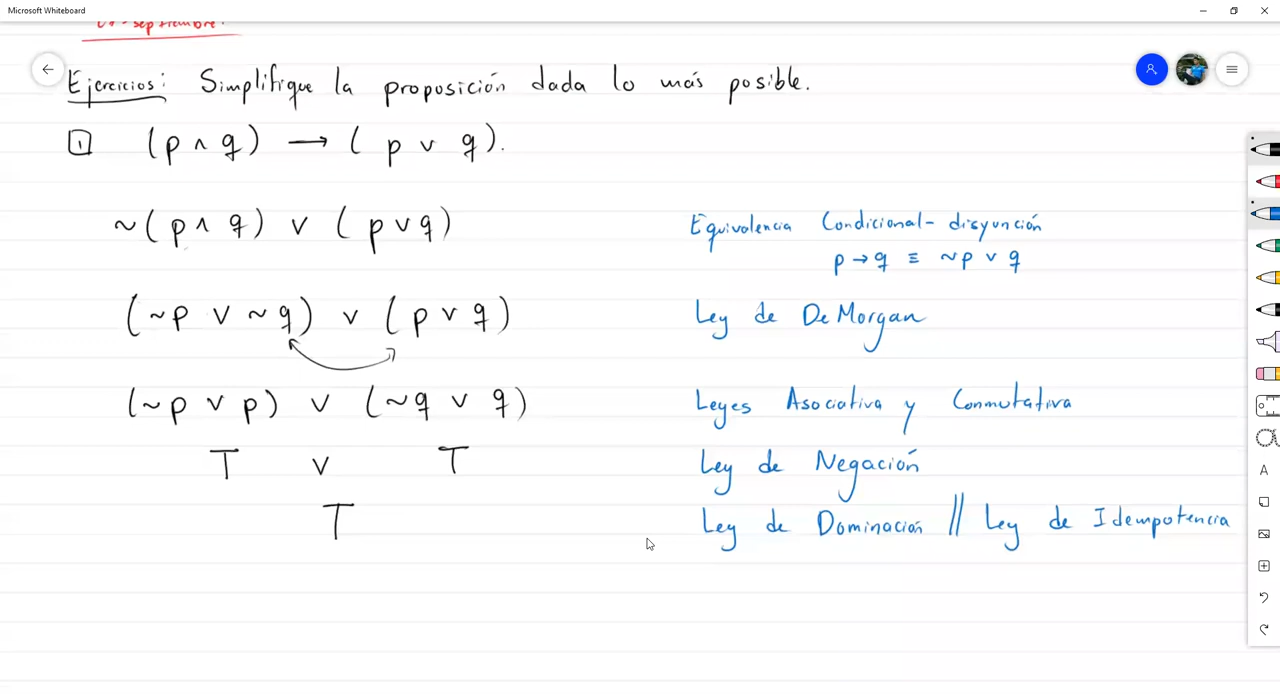 Microsoft Whiteboard
septiembre.
Ejercicios: Simplifique la proposición dada lo más posible.
1 (p ∧ q) → ( p ∨ q).
~(p ∧ q) ∨ (p ∨ q) Equivalencia Condicional - disyunción
p → q ≡ ~p ∨ q
(~p ∨ ~q) ∨ (p ∨ q) Ley de DeMorgan
(~p ∨ p) ∨ (~q ∨ q) Leyes Asociativa y Conmutativa
T ∨ T Ley de Negación
T Ley de Dominación // Ley de Idempotencia
A